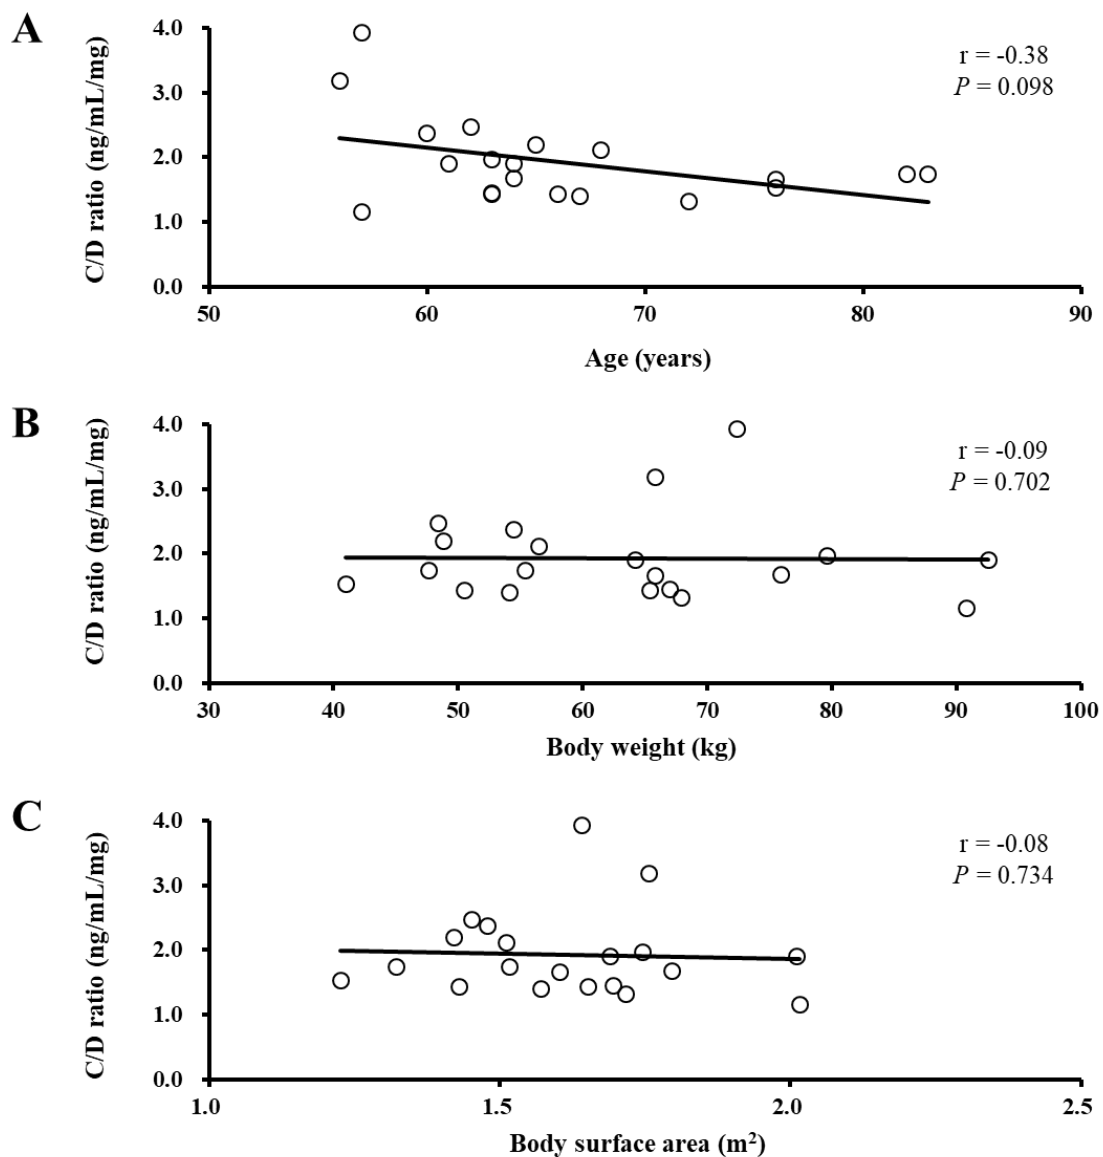 A
C/D ratio (ng/mL/mg)
4.0
3.0
2.0
1.0
0.0
r = -0.38
P = 0.098
50 60 70 80 90
Age (years)
B
C/D ratio (ng/mL/mg)
4.0
3.0
2.0
1.0
0.0
r = -0.09
P = 0.702
30 40 50 60 70 80 90 100
Body weight (kg)
C
C/D ratio (ng/mL/mg)
4.0
3.0
2.0
1.0
0.0
r = -0.08
P = 0.734
1.0 1.5 2.0 2.5
Body surface area (m²)